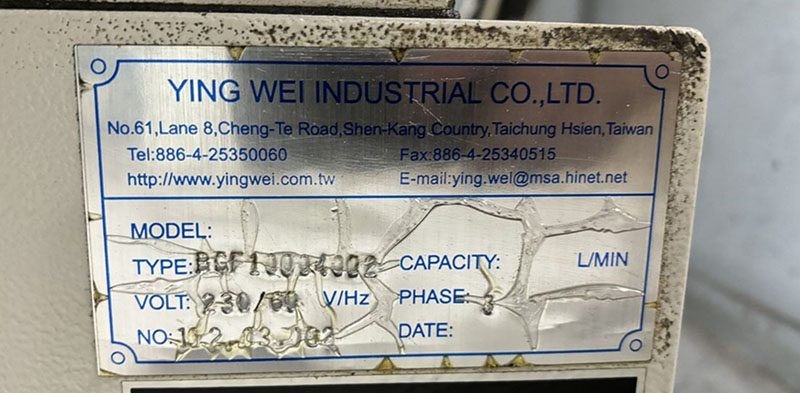 YING WEI INDUSTRIAL CO.,LTD.
No.61,Lane 8,Cheng-Te Road,Shen-Kang Country,Taichung Hsien,Taiwan
Tel:886-4-25350060 Fax:886-4-25340515
http://www.yingwei.com.tw E-mail:ying.wei@msa.hinet.net
MODEL:
TYPE: CAPACITY: L/MIN
VOLT: 230/60 V/Hz PHASE: 3
NO: DATE: